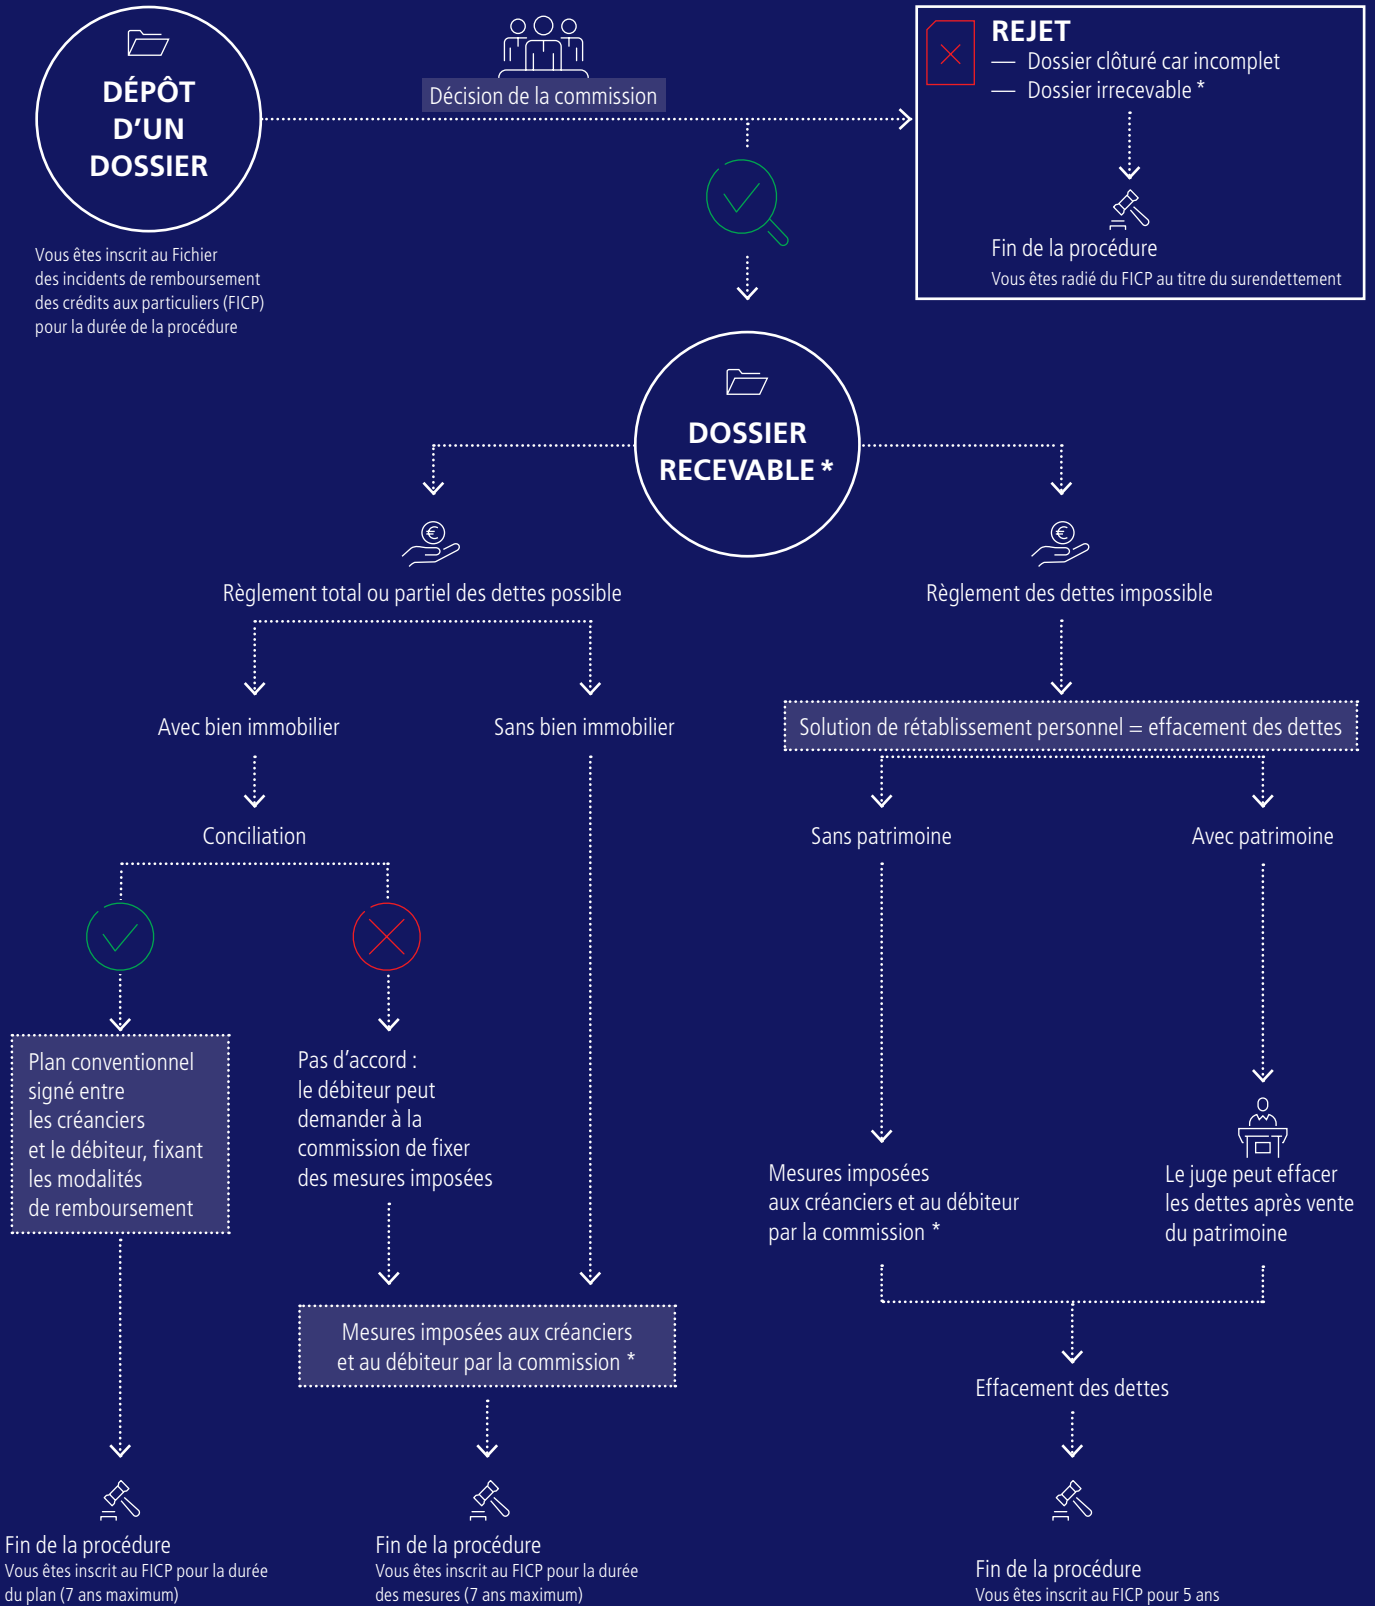 DÉPÔT
D’UN
DOSSIER
Vous êtes inscrit au Fichier
des incidents de remboursement
des crédits aux particuliers (FICP)
pour la durée de la procédure
Décision de la commission
REJET
— Dossier clôturé car incomplet
— Dossier irrecevable *
Fin de la procédure
Vous êtes radié du FICP au titre du surendettement
DOSSIER
RECEVABLE *
Règlement total ou partiel des dettes possible
Règlement des dettes impossible
Avec bien immobilier
Sans bien immobilier
Solution de rétablissement personnel = effacement des dettes
Conciliation
Sans patrimoine
Avec patrimoine
Plan conventionnel
signé entre
les créanciers
et le débiteur, fixant
les modalités
de remboursement
Pas d’accord :
le débiteur peut
demander à la
commission de fixer
des mesures imposées
Mesures imposées
aux créanciers et au débiteur
par la commission *
Le juge peut effacer
les dettes après vente
du patrimoine
Mesures imposées aux créanciers
et au débiteur par la commission *
Effacement des dettes
Fin de la procédure
Vous êtes inscrit au FICP pour la durée
du plan (7 ans maximum)
Fin de la procédure
Vous êtes inscrit au FICP pour la durée
des mesures (7 ans maximum)
Fin de la procédure
Vous êtes inscrit au FICP pour 5 ans